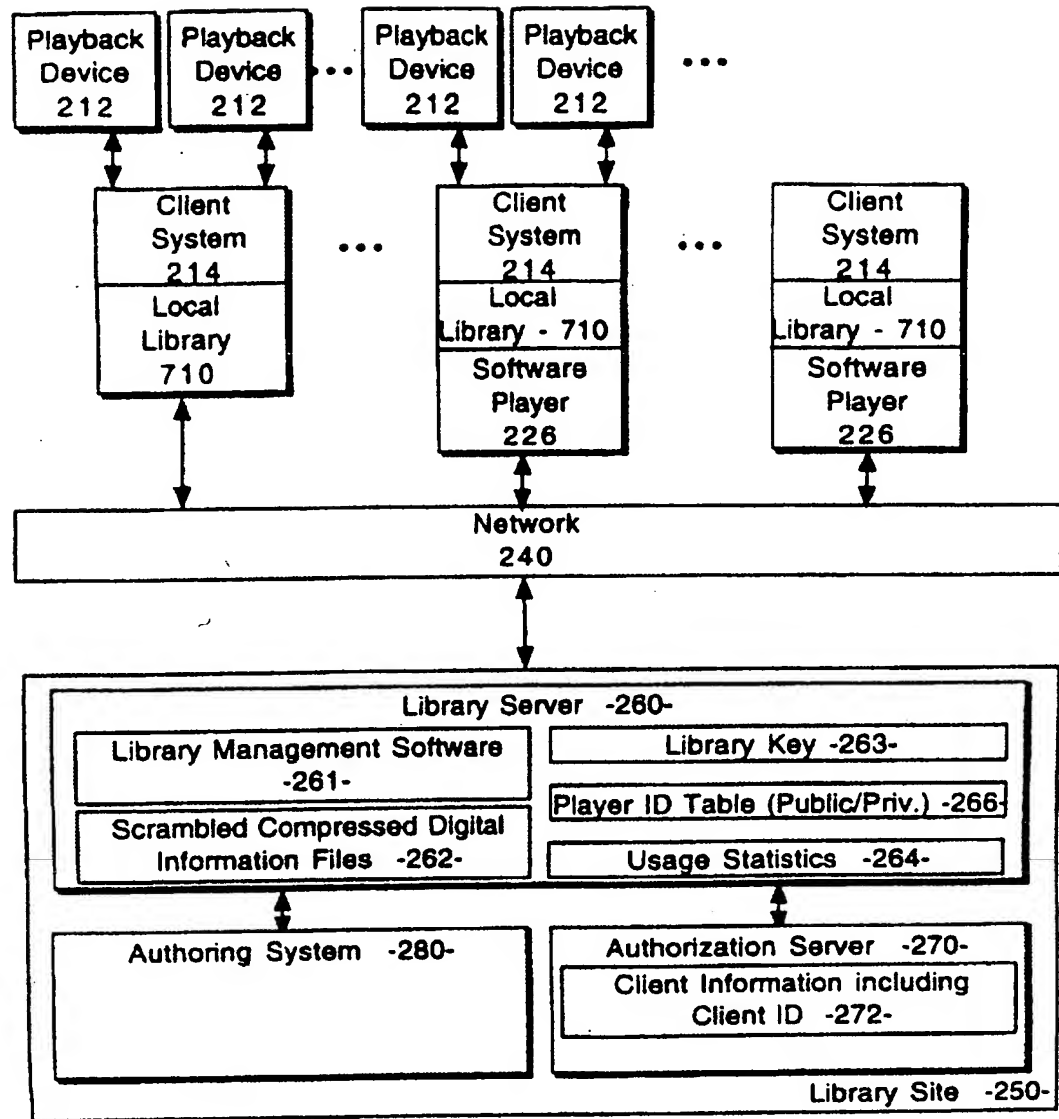 Playback
Device
212
Playback
Device
212
Playback
Device
212
Playback
Device
212
Client
System
214
Local
Library
710
Client
System
214
Local
Library - 710
Software
Player
226
Client
System
214
Local
Library - 710
Software
Player
226
Network
240
Library Server -260-
Library Management Software
-261-
Scrambled Compressed Digital
Information Files -262-
Library Key -263-
Player ID Table (Public/Priv.) -266-
Usage Statistics -264-
Authoring System -280-
Authorization Server -270-
Client Information including
Client ID -272-
Library Site -250-